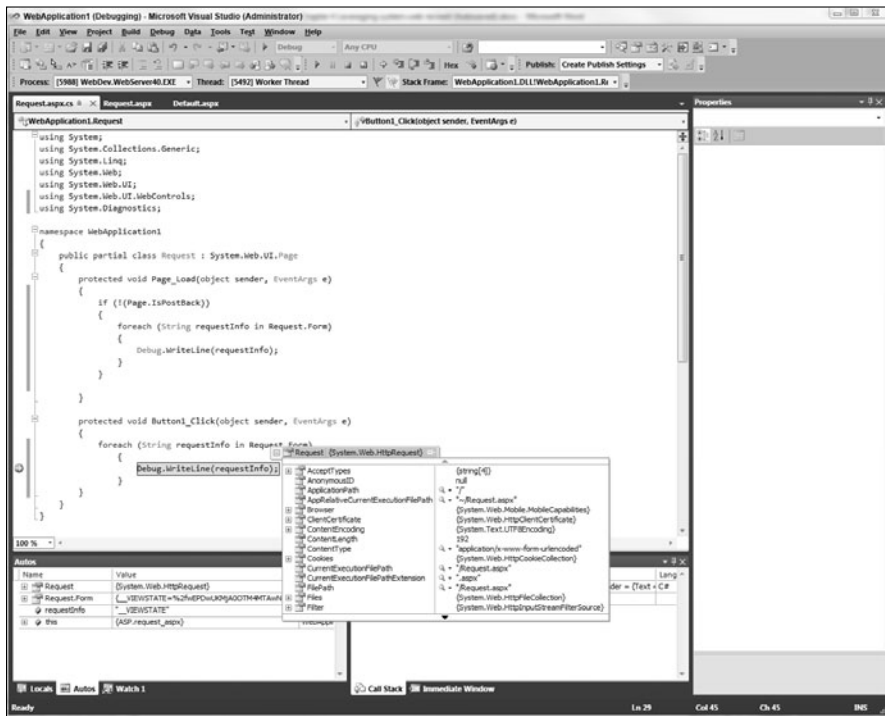 WebApplication1 (Debugging) - Microsoft Visual Studio (Administrator)
File Edit View Project Build Debug Data Tools Test Window Help
Debug Any CPU
Hex Publish: Create Publish Settings
Process: [5988] WebDev.WebServer40.EXE Thread: [5492] Worker Thread Stack Frame: WebApplication1.DLL!WebApplication1.Re
Request.aspx.cs Request.aspx Default.aspx
Properties
WebApplication1.Request Button1_Click(object sender, EventArgs e)
using System;
using System.Collections.Generic;
using System.Linq;
using System.Web;
using System.Web.UI;
using System.Web.UI.WebControls;
using System.Diagnostics;
namespace WebApplication1
{
public partial class Request : System.Web.UI.Page
{
protected void Page_Load(object sender, EventArgs e)
{
if (!(Page.IsPostBack))
{
foreach (String requestInfo in Request.Form)
{
Debug.WriteLine(requestInfo);
}
}
}
protected void Button1_Click(object sender, EventArgs e)
{
foreach (String requestInfo in Request.Form)
{
Debug.WriteLine(requestInfo);
}
}
}
}
Request {System.Web.HttpRequest}
AcceptTypes {string[4]}
AnonymousID null
ApplicationPath "/"
AppRelativeCurrentExecutionFilePath "~/Request.aspx"
Browser {System.Web.Mobile.MobileCapabilities}
ClientCertificate {System.Web.HttpClientCertificate}
ContentEncoding {System.Text.UTF8Encoding}
ContentLength 192
ContentType "application/x-www-form-urlencoded"
Cookies {System.Web.HttpCookieCollection}
CurrentExecutionFilePath "/Request.aspx"
CurrentExecutionFilePathExtension ".aspx"
FilePath "/Request.aspx"
Files {System.Web.HttpFileCollection}
Filter {System.Web.HttpInputStreamFilterSource}
100 %
Autos
Name Value
Lang
Request {System.Web.HttpRequest}
Request.Form
der = {Text C#
requestInfo "__VIEWSTATE"
this {ASP.request_aspx}
Locals Autos Watch 1
Call Stack Immediate Window
Ready Ln 29 Col 45 Ch 45 INS